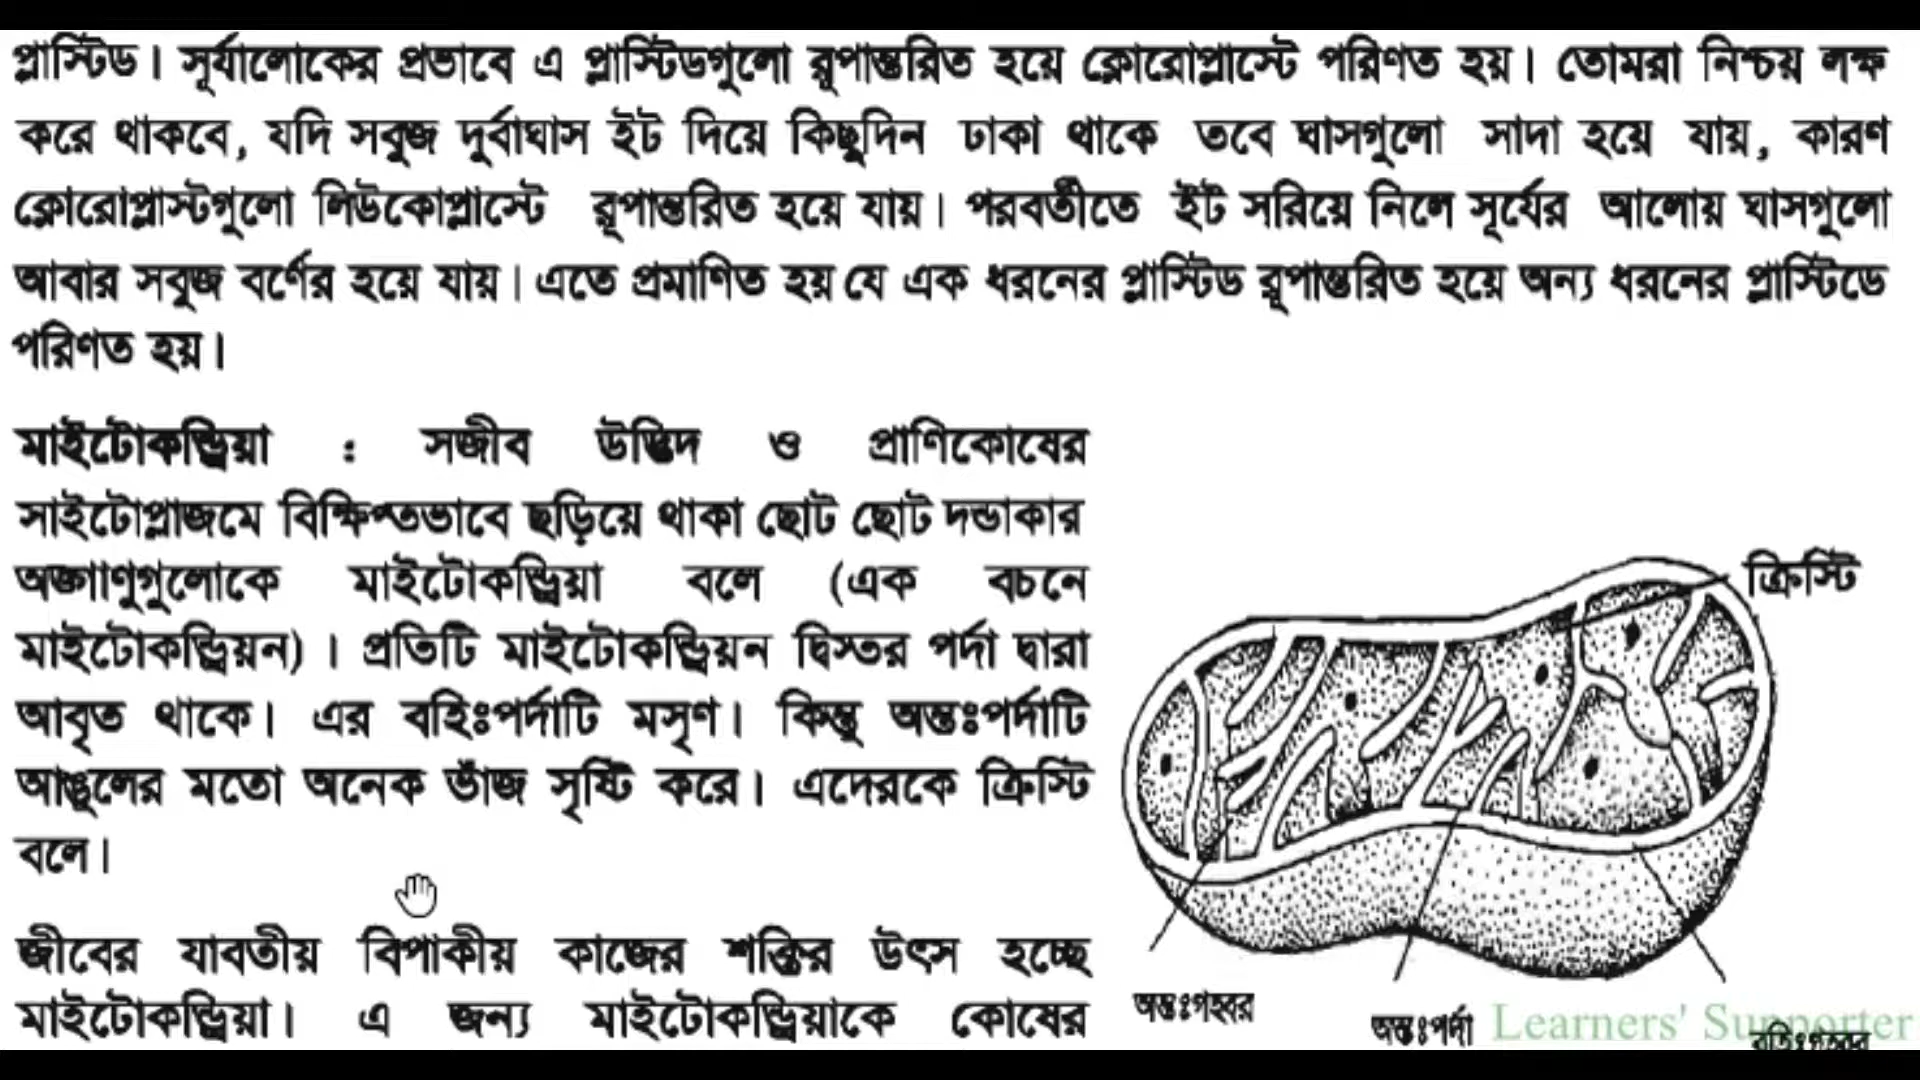 প্লাস্টিড। সূর্যালোকের প্রভাবে এ প্লাস্টিডগুলো রূপান্তরিত হয়ে ক্লোরোপ্লাস্টে পরিণত হয়। তোমরা নিশ্চয় লক্ষ
করে থাকবে, যদি সবুজ দুর্বাঘাস ইট দিয়ে কিছুদিন ঢাকা থাকে তবে ঘাসগুলো সাদা হয়ে যায়, কারণ
ক্লোরোপ্লাস্টগুলো লিউকোপ্লাস্টে রূপান্তরিত হয়ে যায়। পরবর্তীতে ইট সরিয়ে নিলে সূর্যের আলোয় ঘাসগুলো
আবার সবুজ বর্ণের হয়ে যায়। এতে প্রমাণিত হয় যে এক ধরনের প্লাস্টিড রূপান্তরিত হয়ে অন্য ধরনের প্লাস্টিডে
পরিণত হয়।
মাইটোকন্ড্রিয়া : সজীব উদ্ভিদ ও প্রাণিকোষের
সাইটোপ্লাজমে বিক্ষিপ্তভাবে ছড়িয়ে থাকা ছোট ছোট দন্ডাকার
অঙ্গাণুগুলোকে মাইটোকন্ড্রিয়া বলে (এক বচনে
মাইটোকন্ড্রিয়ন)। প্রতিটি মাইটোকন্ড্রিয়ন দ্বিস্তর পর্দা দ্বারা
আবৃত থাকে। এর বহিঃপর্দাটি মসৃণ। কিন্তু অন্তঃপর্দাটি
আঙুলের মতো অনেক ভাঁজ সৃষ্টি করে। এদেরকে ক্রিস্টি
বলে।
জীবের যাবতীয় বিপাকীয় কাজের শক্তির উৎস হচ্ছে
মাইটোকন্ড্রিয়া। এ জন্য মাইটোকন্ড্রিয়াকে কোষের
ক্রিস্টি
অন্তঃগহবর
অন্তঃপর্দা
Learners' Supporter